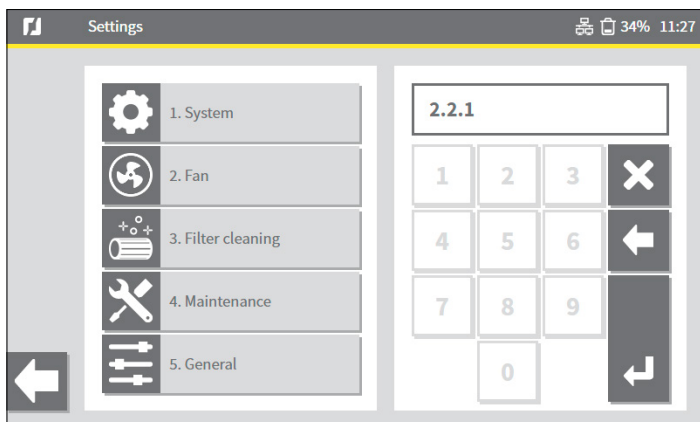 Settings
34% 11:27
1. System
2. Fan
3. Filter cleaning
4. Maintenance
5. General
2.2.1
1 2 3
4 5 6
7 8 9
0